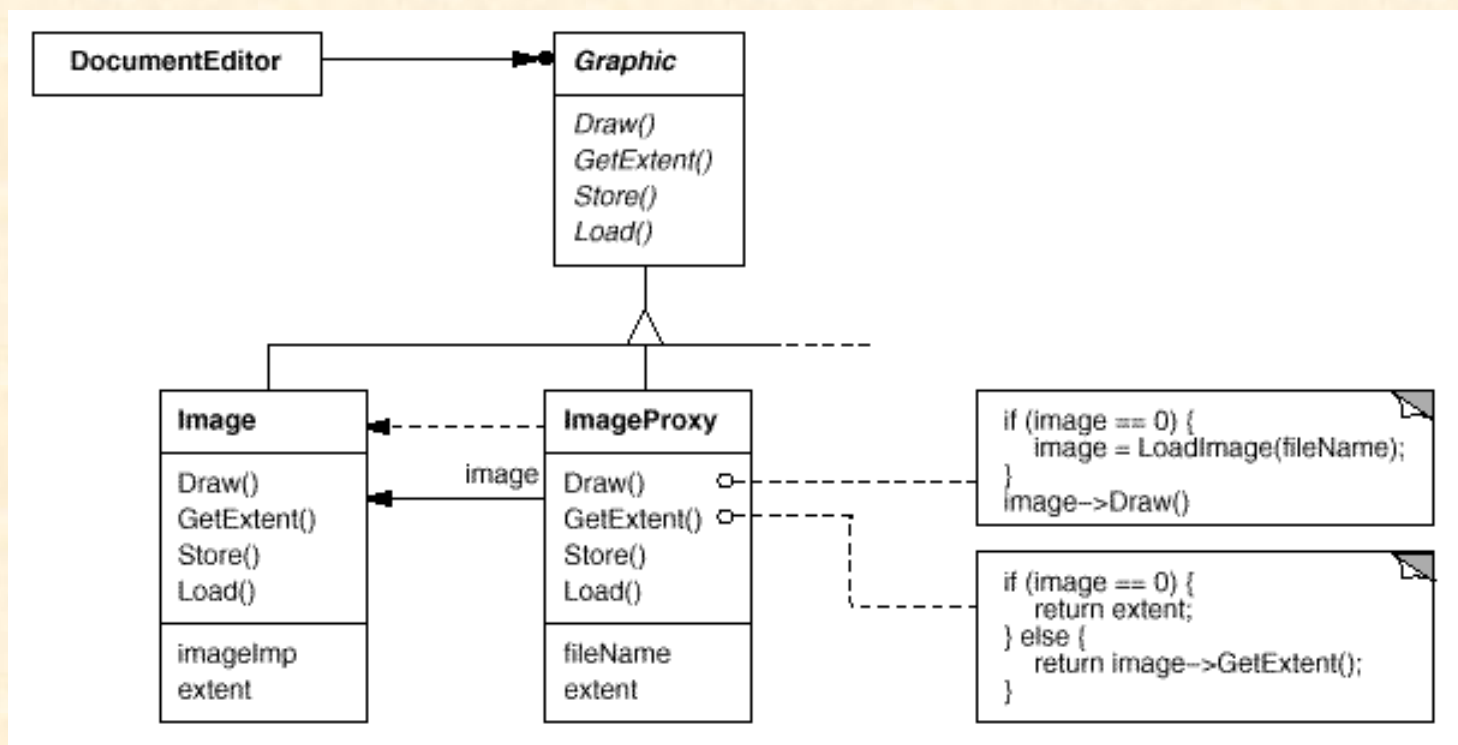 DocumentEditor
Graphic
Draw()
GetExtent()
Store()
Load()
Image
Draw()
GetExtent()
Store()
Load()
imageImp
extent
image
ImageProxy
Draw()
GetExtent()
Store()
Load()
fileName
extent
if (image == 0) {
image = LoadImage(fileName);
}
image->Draw()
if (image == 0) {
return extent;
} else {
return image->GetExtent();
}